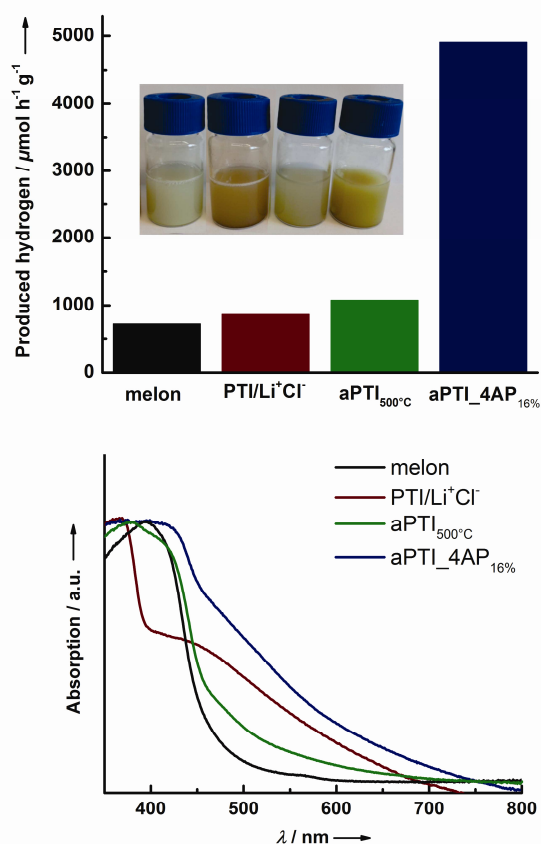 Produced hydrogen / µmol h⁻¹ g⁻¹
5000
4000
3000
2000
1000
0
melon
PTI/Li⁺Cl⁻
aPTI₅₀₀°C
aPTI_4AP₁₆%
melon
PTI/Li⁺Cl⁻
aPTI₅₀₀°C
aPTI_4AP₁₆%
Absorption / a.u.
400 500 600 700 800
λ / nm